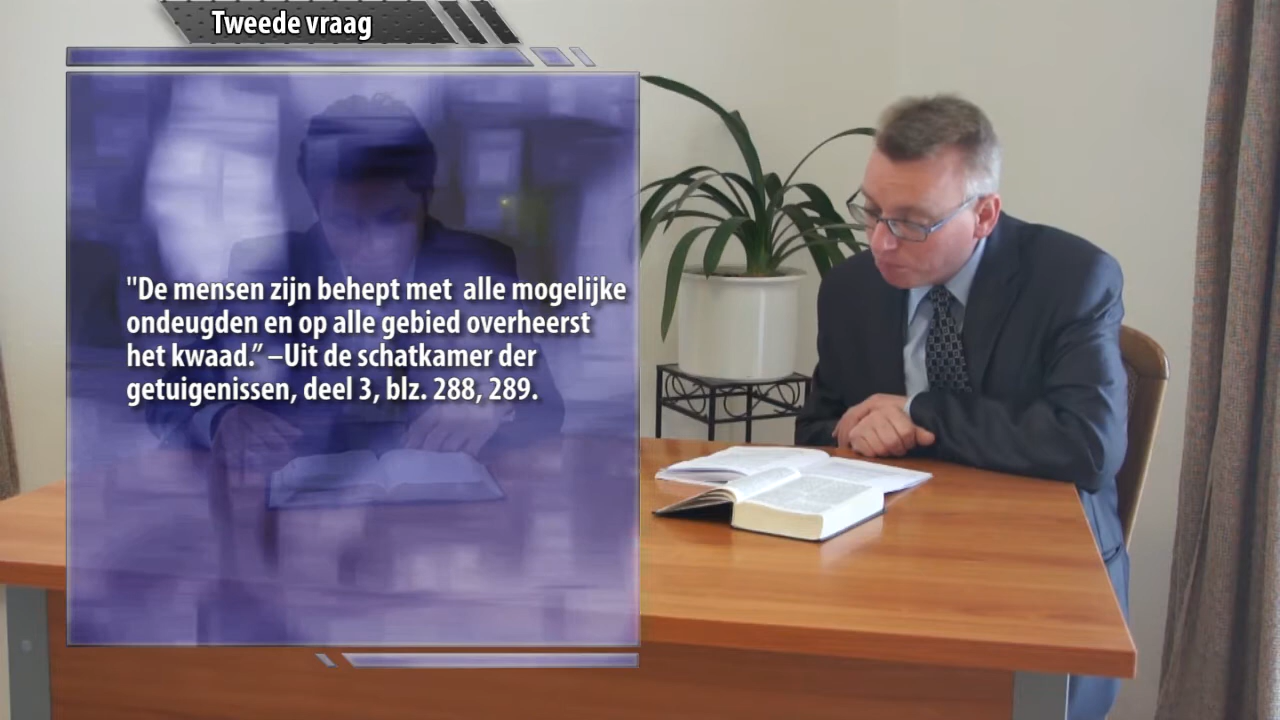 Tweede vraag
"De mensen zijn behept met alle mogelijke
ondeugden en op alle gebied overheerst
het kwaad.” –Uit de schatkamer der
getuigenissen, deel 3, blz. 288, 289.